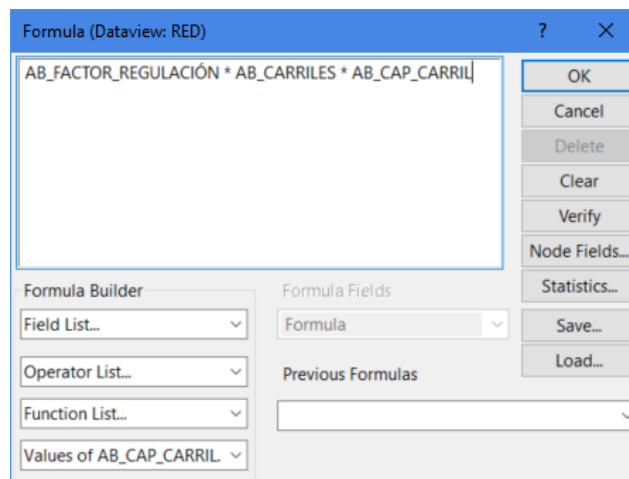 Formula (Dataview: RED)
?
AB_FACTOR_REGULACIÓN * AB_CARRILES * AB_CAP_CARRIL
OK
Cancel
Delete
Clear
Verify
Node Fields...
Statistics...
Save...
Load...
Formula Builder
Field List...
Operator List...
Function List...
Values of AB_CAP_CARRIL.
Formula Fields
Formula
Previous Formulas